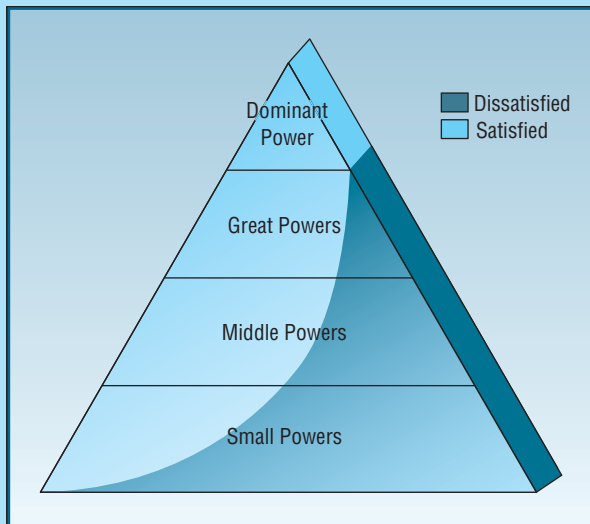 Dominant
Power
Dissatisfied
Satisfied
Great Powers
Middle Powers
Small Powers